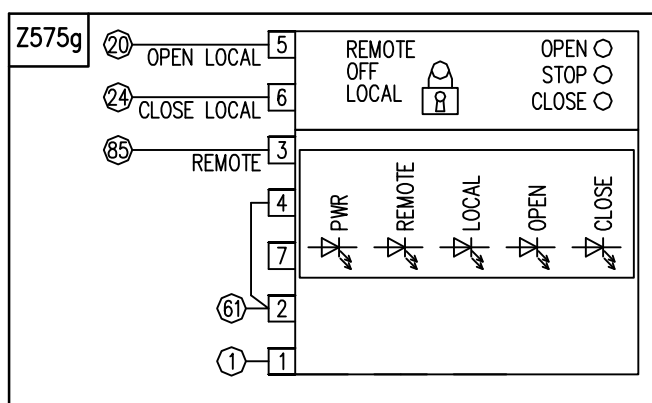 Z575g
20 OPEN LOCAL 5
24 CLOSE LOCAL 6
85 REMOTE 3
4
7
61 2
1 1
REMOTE
OFF
LOCAL
OPEN
STOP
CLOSE
PWR
REMOTE
LOCAL
OPEN
CLOSE